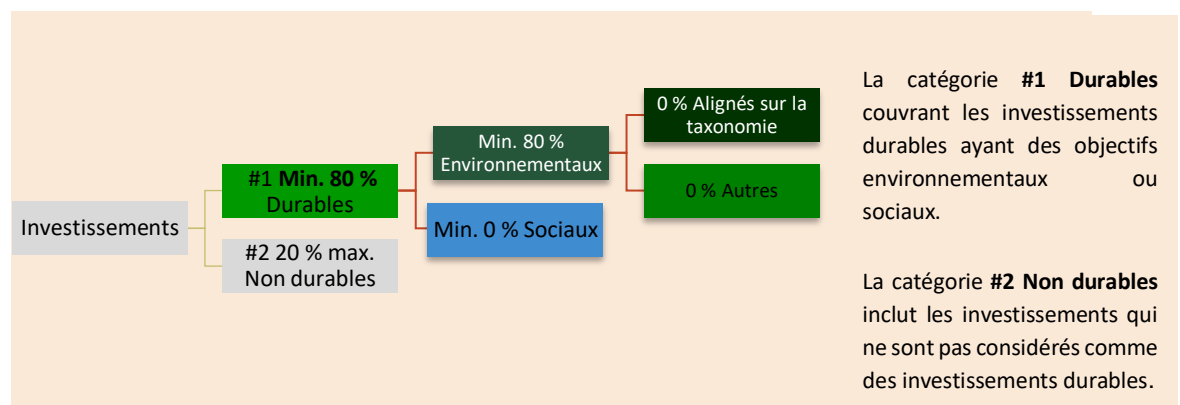 Investissements
#1 Min. 80 %
Durables
#2 20 % max.
Non durables
Min. 80 %
Environnementaux
Min. 0 % Sociaux
0 % Alignés sur la
taxonomie
0 % Autres
La catégorie #1 Durables
couvrant les investissements
durables ayant des objectifs
environnementaux ou
sociaux.
La catégorie #2 Non durables
inclut les investissements qui
ne sont pas considérés comme
des investissements durables.